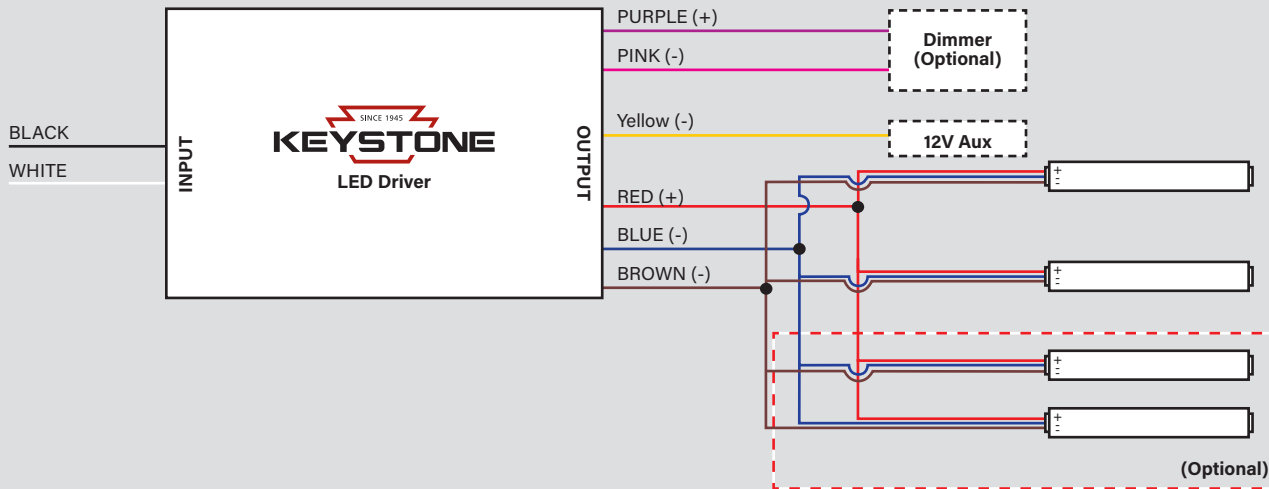 PURPLE (+)
Dimmer
(Optional)
PINK (-)
SINCE 1945
KEYSTONE
LED Driver
BLACK
WHITE
INPUT
OUTPUT
Yellow (-)
12V Aux
RED (+)
BLUE (-)
BROWN (-)
+
-
+
-
+
-
+
-
(Optional)